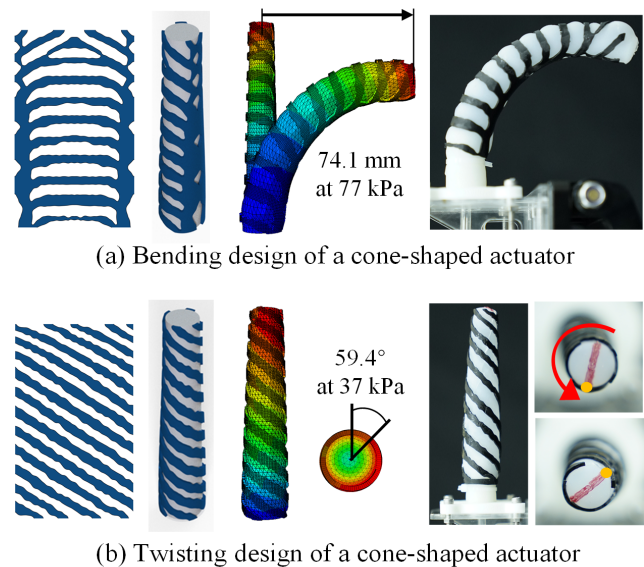 74.1 mm
at 77 kPa
(a) Bending design of a cone-shaped actuator
59.4°
at 37 kPa
(b) Twisting design of a cone-shaped actuator